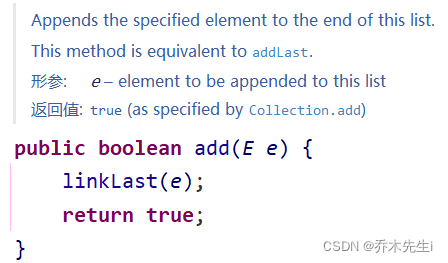 Appends the specified element to the end of this list.
This method is equivalent to addLast.
形参: e – element to be appended to this list
返回值: true (as specified by Collection.add)
public boolean add(E e) {
linkLast(e);
return true;
}
CSDN @乔木先生i